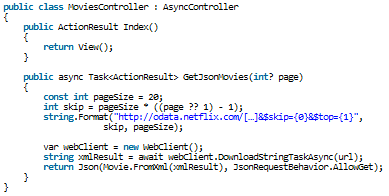 public class MoviesController : AsyncController
{
public ActionResult Index()
{
return View();
}
public async Task<ActionResult> GetJsonMovies(int? page)
{
const int pageSize = 20;
int skip = pageSize * ((page ?? 1) - 1);
string.Format("http://odata.netflix.com/[…]&$skip={0}&$top={1}",
skip, pageSize);
var webClient = new WebClient();
string xmlResult = await webClient.DownloadStringTaskAsync(url);
return Json(Movie.FromXml(xmlResult), JsonRequestBehavior.AllowGet);
}
}